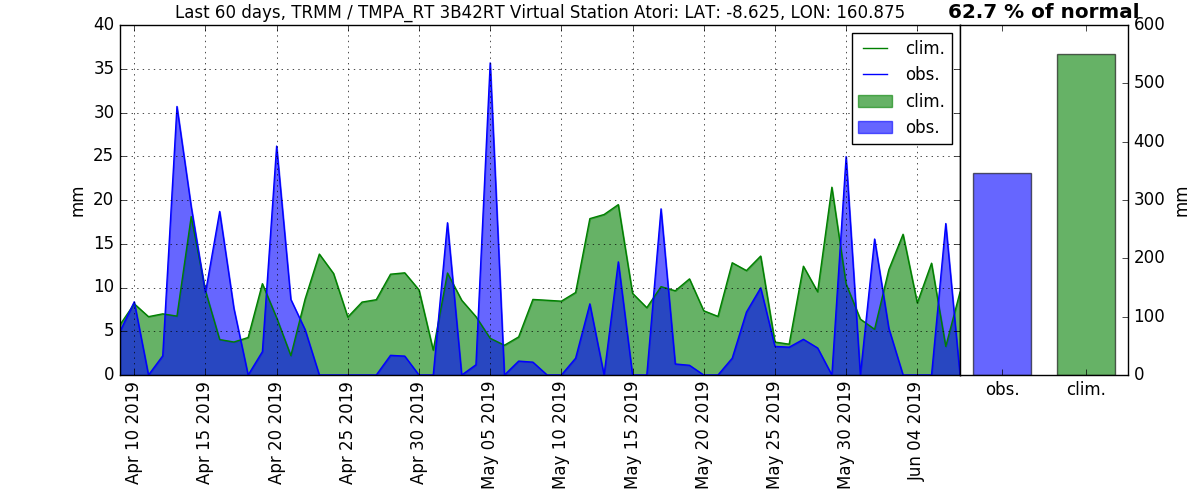 Last 60 days, TRMM / TMPA_RT 3B42RT Virtual Station Atori: LAT: -8.625, LON: 160.875
62.7 % of normal
40
35
30
25
20
15
10
5
0
mm
clim.
obs.
clim.
obs.
600
500
400
300
200
100
0
mm
Apr 10 2019
Apr 15 2019
Apr 20 2019
Apr 25 2019
Apr 30 2019
May 05 2019
May 10 2019
May 15 2019
May 20 2019
May 25 2019
May 30 2019
Jun 04 2019
obs.
clim.